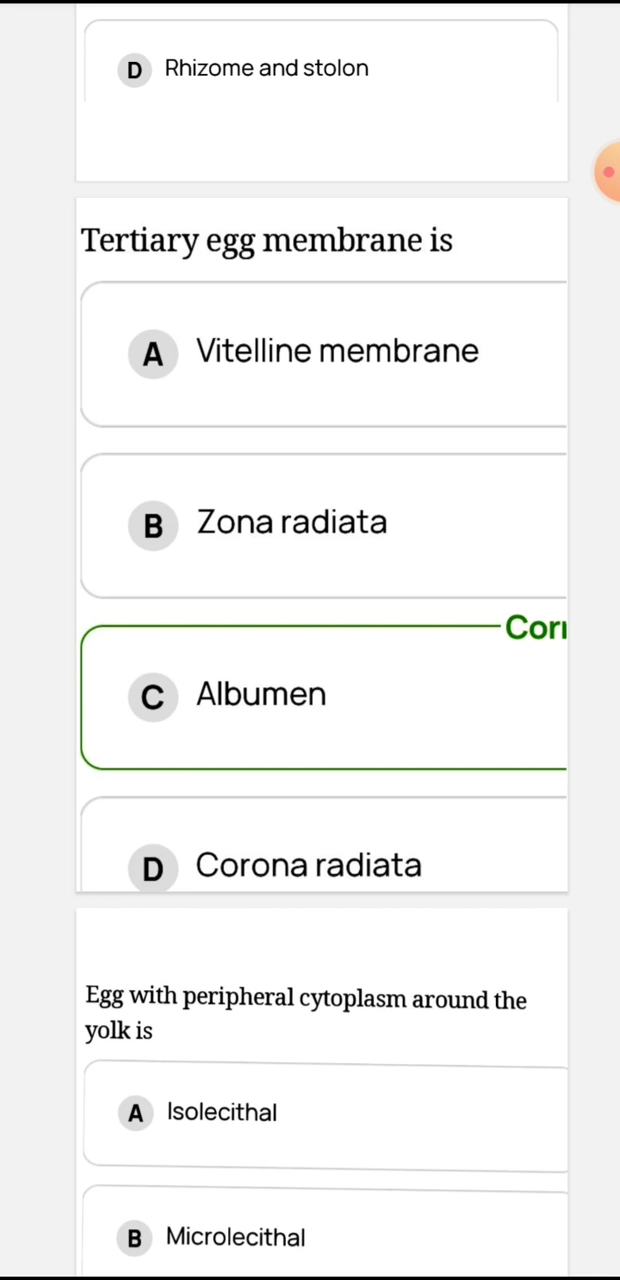 D Rhizome and stolon
Tertiary egg membrane is
A Vitelline membrane
B Zona radiata
Corr
C Albumen
D Corona radiata
Egg with peripheral cytoplasm around the
yolk is
A Isolecithal
B Microlecithal